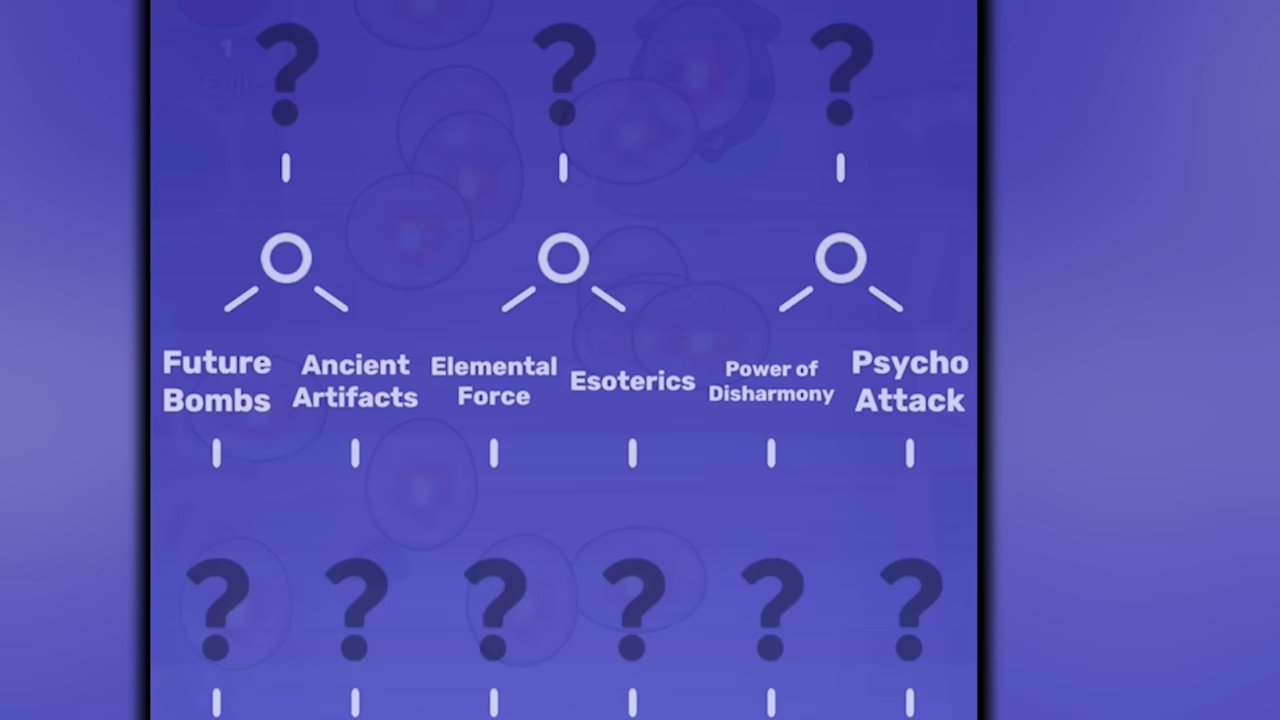 ? ? ?
Future Bombs
Ancient Artifacts
Elemental Force
Esoterics
Power of Disharmony
Psycho Attack
? ? ? ? ? ?